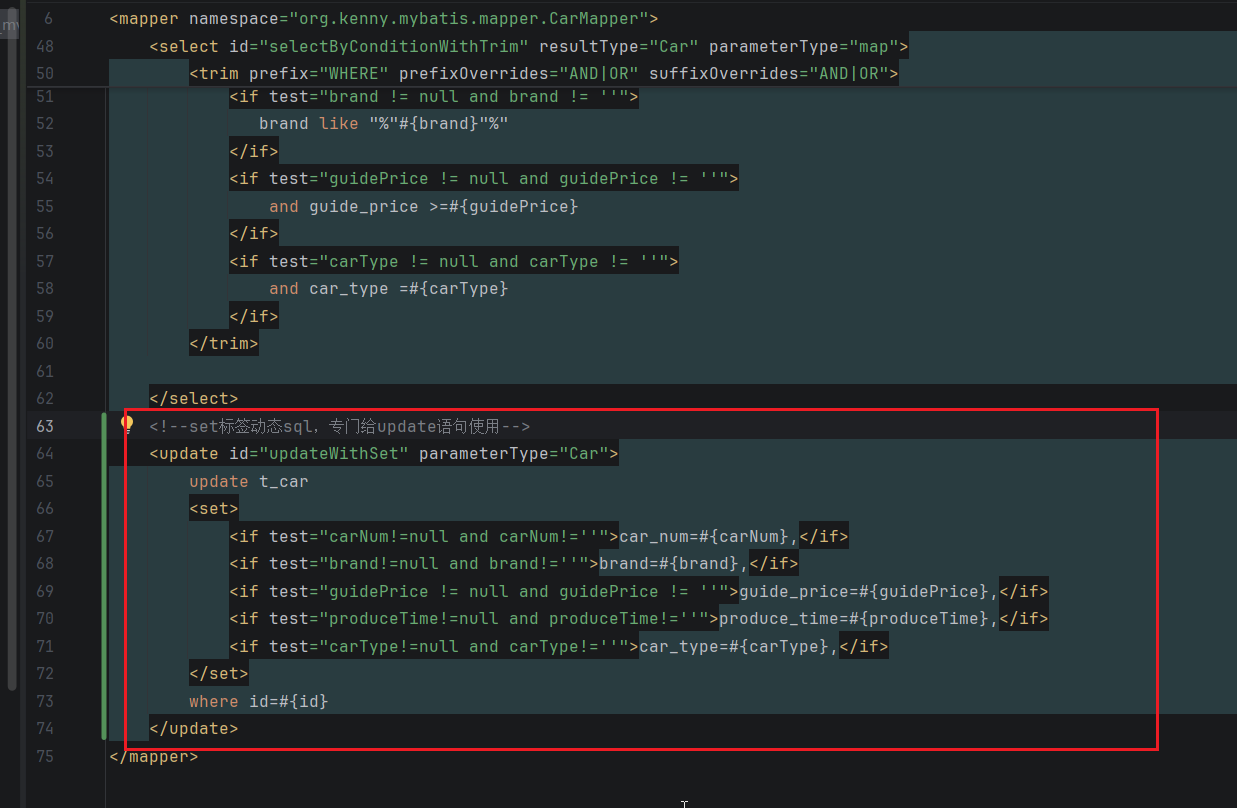 6 <mapper namespace="org.kenny.mybatis.mapper.CarMapper">
48 <select id="selectByConditionWithTrim" resultType="Car" parameterType="map">
50 <trim prefix="WHERE" prefixOverrides="AND|OR" suffixOverrides="AND|OR">
51 <if test="brand != null and brand != ''">
52 brand like "%"#{brand}"%"
53 </if>
54 <if test="guidePrice != null and guidePrice != ''">
55 and guide_price >=#{guidePrice}
56 </if>
57 <if test="carType != null and carType != ''">
58 and car_type =#{carType}
59 </if>
60 </trim>
61
62 </select>
63 <!--set标签动态sql，专门给update语句使用-->
64 <update id="updateWithSet" parameterType="Car">
65 update t_car
66 <set>
67 <if test="carNum!=null and carNum!=''">car_num=#{carNum},</if>
68 <if test="brand!=null and brand!=''">brand=#{brand},</if>
69 <if test="guidePrice != null and guidePrice != ''">guide_price=#{guidePrice},</if>
70 <if test="produceTime!=null and produceTime!=''">produce_time=#{produceTime},</if>
71 <if test="carType!=null and carType!=''">car_type=#{carType},</if>
72 </set>
73 where id=#{id}
74 </update>
75 </mapper>